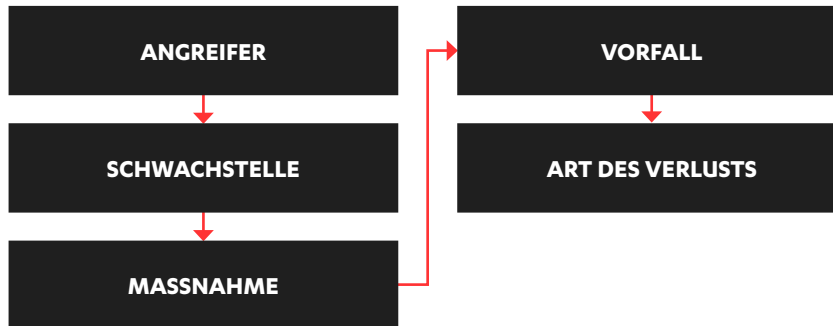 ANGREIFER
SCHWACHSTELLE
MASSNAHME
VORFALL
ART DES VERLUSTS